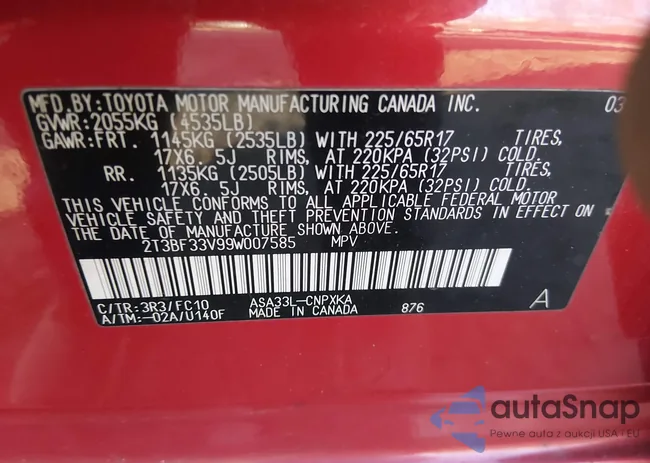 MFD.BY:TOYOTA MOTOR MANUFACTURING CANADA INC. 03
GVWR:2055KG (4535LB)
GAWR:FRT. 1145KG (2535LB) WITH 225/65R17 TIRES,
17X6. 5J RIMS, AT 220KPA (32PSI) COLD.
RR. 1135KG (2505LB) WITH 225/65R17 TIRES,
17X6. 5J RIMS, AT 220KPA (32PSI) COLD.
THIS VEHICLE CONFORMS TO ALL APPLICABLE FEDERAL MOTOR
VEHICLE SAFETY AND THEFT PREVENTION STANDARDS IN EFFECT ON
THE DATE OF MANUFACTURE SHOWN ABOVE.
2T3BF33V99W007585 MPV
C/TR:3R3/FC10 ASA33L-CNPXKA
A/TM:-02A/U140F MADE IN CANADA 876 A
autaSnap
Pewne auta z aukcji USA i EU